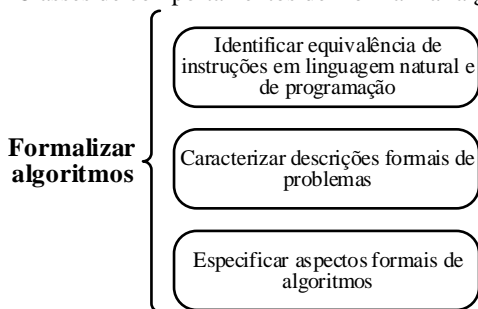 Identificar equivalência de
instruções em linguagem natural e
de programação
Formalizar
algoritmos
Caracterizar descrições formais de
problemas
Especificar aspectos formais de
algoritmos